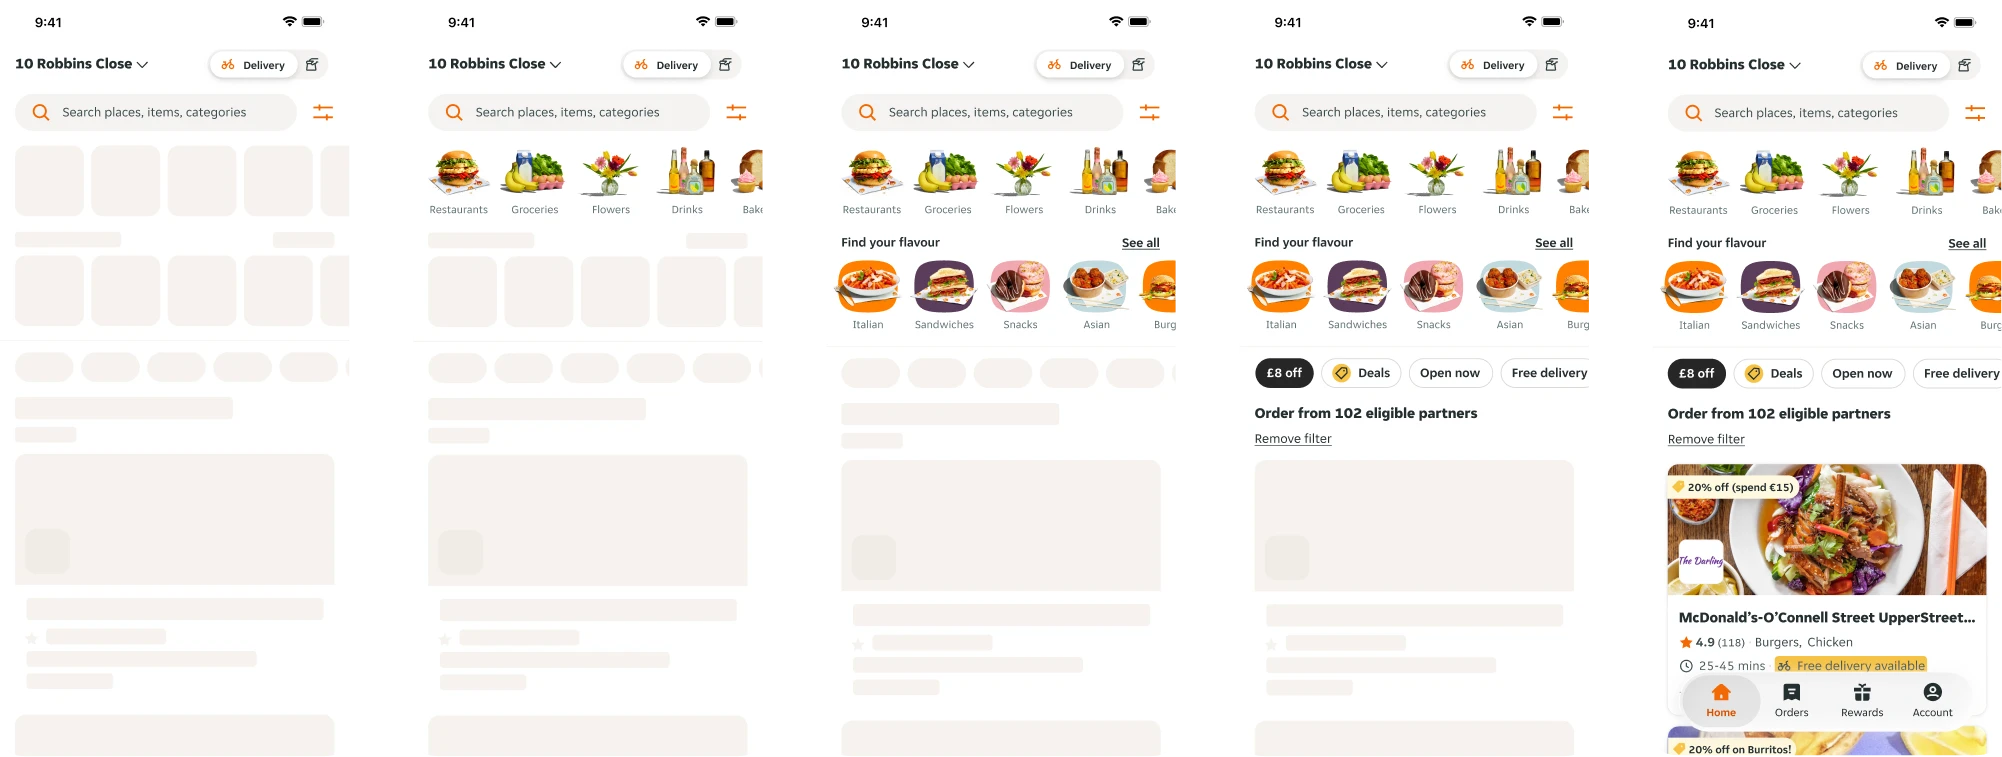 9:41
10 Robbins Close
Delivery
Search places, items, categories
9:41
10 Robbins Close
Delivery
Search places, items, categories
Restaurants
Groceries
Flowers
Drinks
Bake
9:41
10 Robbins Close
Delivery
Search places, items, categories
Restaurants
Groceries
Flowers
Drinks
Bake
Find your flavour
See all
Italian
Sandwiches
Snacks
Asian
Burg
9:41
10 Robbins Close
Delivery
Search places, items, categories
Restaurants
Groceries
Flowers
Drinks
Bake
Find your flavour
See all
Italian
Sandwiches
Snacks
Asian
Burg
£8 off
Deals
Open now
Free delivery
Order from 102 eligible partners
Remove filter
9:41
10 Robbins Close
Delivery
Search places, items, categories
Restaurants
Groceries
Flowers
Drinks
Bak
Find your flavour
See all
Italian
Sandwiches
Snacks
Asian
Burg
£8 off
Deals
Open now
Free delivery
Order from 102 eligible partners
Remove filter
20% off (spend €15)
The Darling
McDonald's-O'Connell Street UpperStreet...
4.9 (118) · Burgers, Chicken
25-45 mins · Free delivery available
Home
Orders
Rewards
Account
20% off on Burritos!